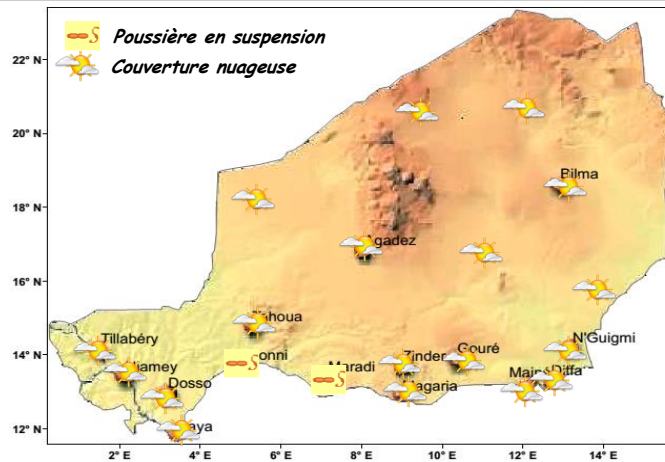 Poussière en suspension
Couverture nuageuse
22° N
20° N
18° N
16° N
14° N
12° N
Bilma
Agadez
Tillabéry
Dosso
Maradi
Zinder
Gouré
N'Guigmi
Magaria
Diffa
2° E
4° E
6° E
8° E
10° E
12° E
14° E